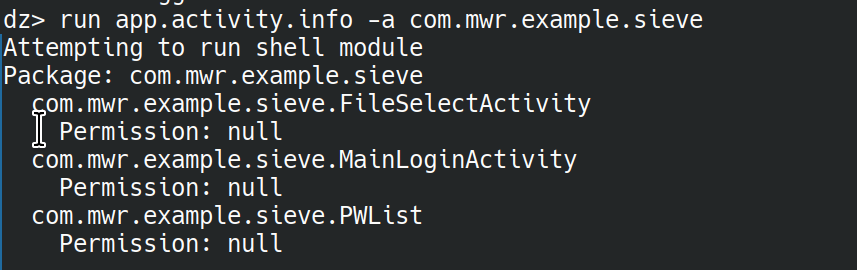 dz> run app.activity.info -a com.mwr.example.sieve
Attempting to run shell module
Package: com.mwr.example.sieve
  com.mwr.example.sieve.FileSelectActivity
    Permission: null
  com.mwr.example.sieve.MainLoginActivity
    Permission: null
  com.mwr.example.sieve.PWList
    Permission: null